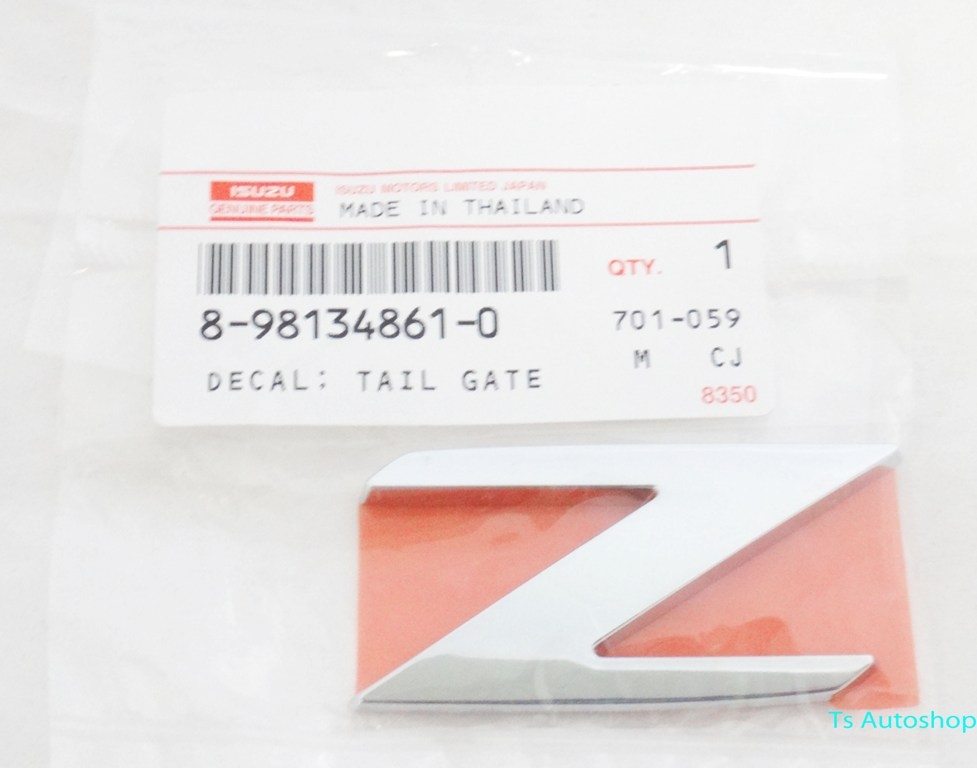 ISUZU
GENUINE PARTS
ISUZU MOTORS LIMITED JAPAN
MADE IN THAILAND
QTY. 1
8-98134861-0
701-059
M CJ
DECAL; TAIL GATE
8350
Z
Ts Autoshop